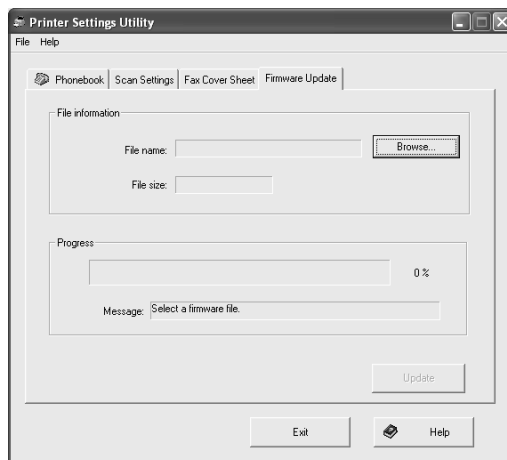 Printer Settings Utility
File Help
Phonebook Scan Settings Fax Cover Sheet Firmware Update
File information
File name: Browse...
File size:
Progress
0 %
Message: Select a firmware file.
Update
Exit Help